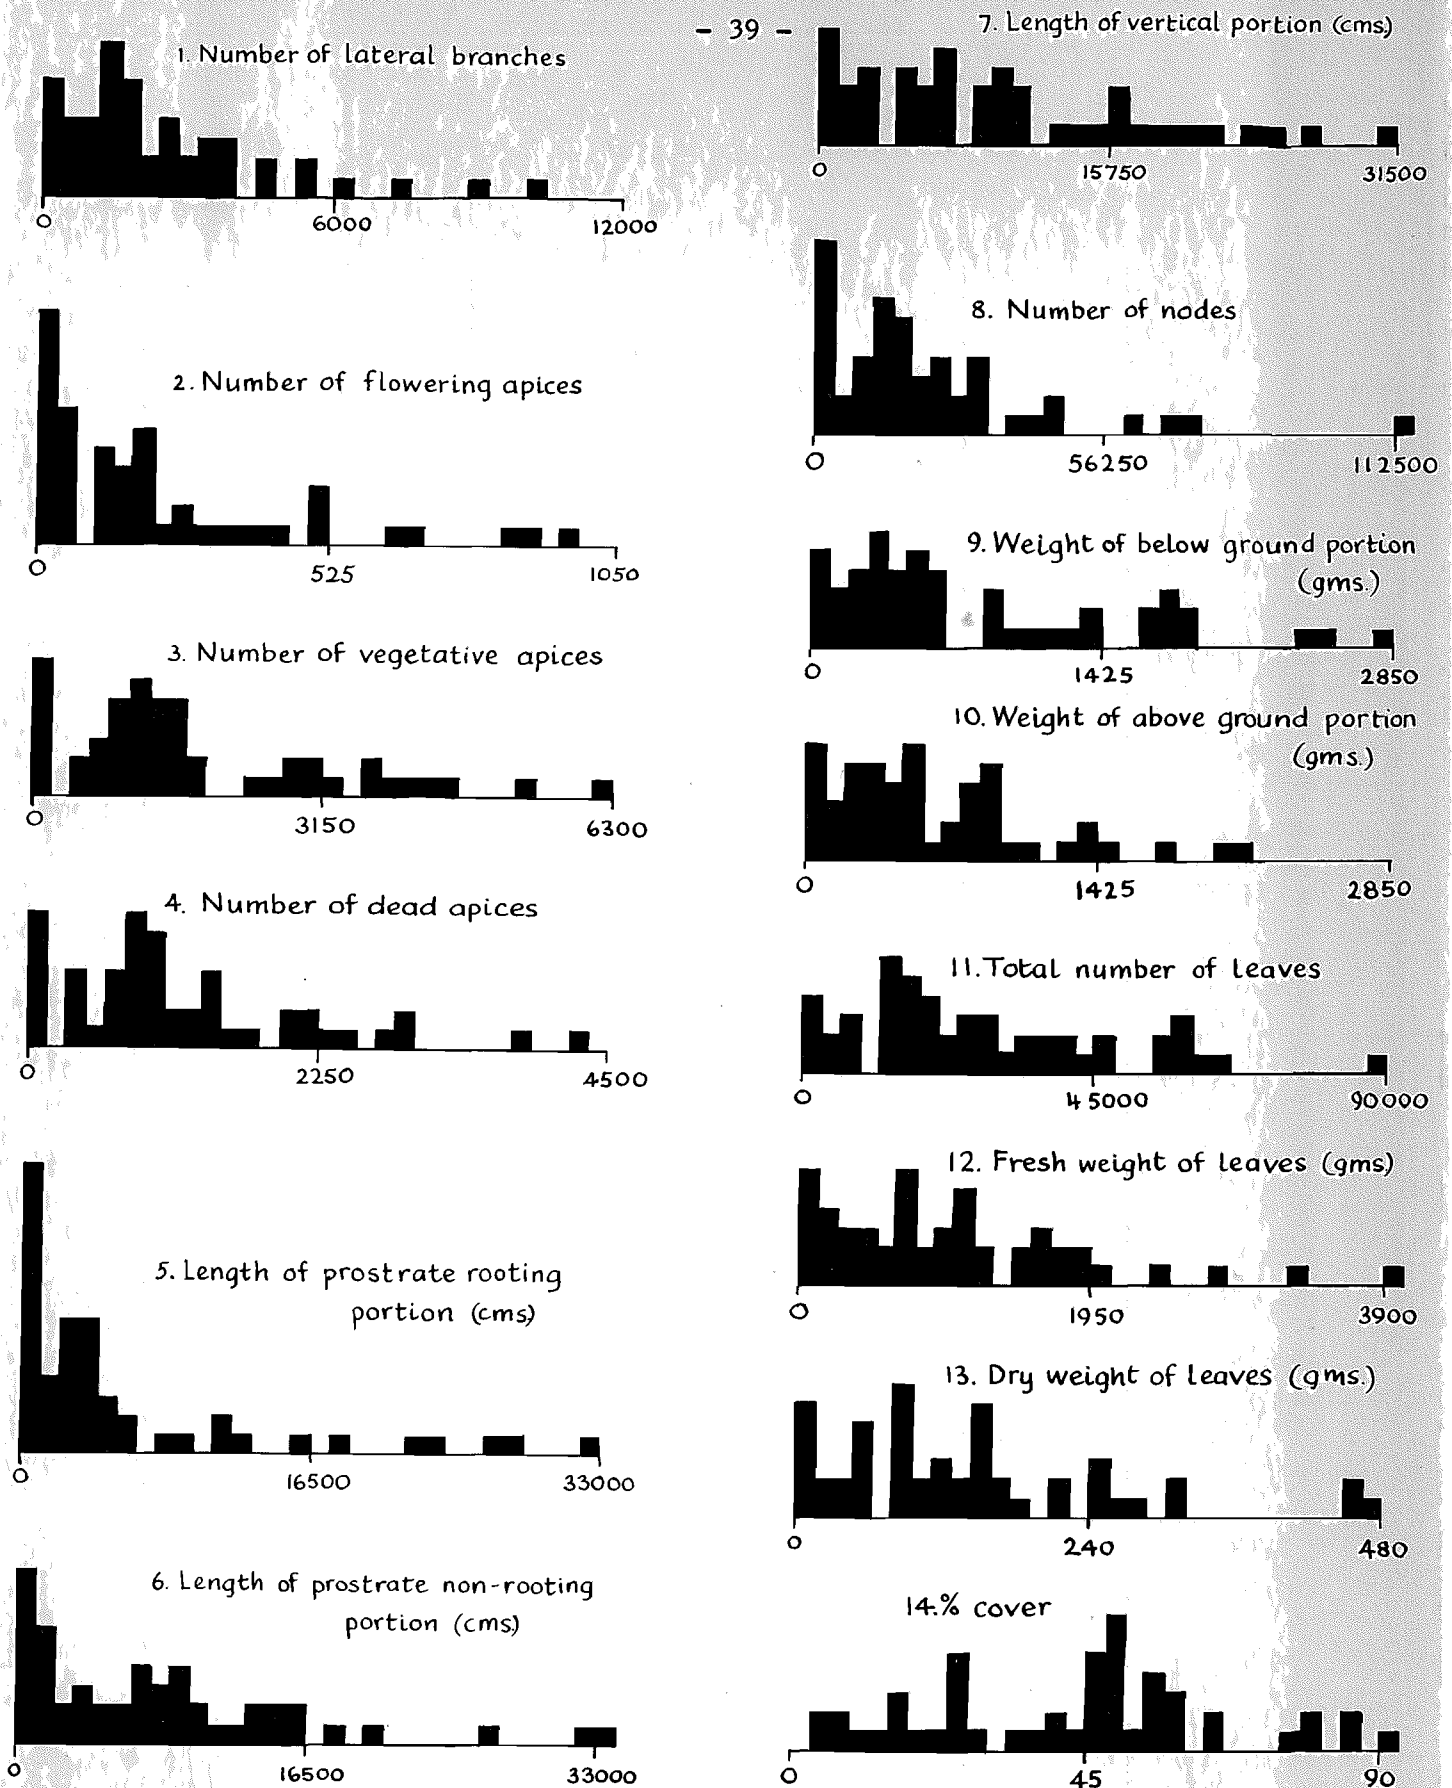 - 39 -
1. Number of lateral branches
0 6000 12000
2. Number of flowering apices
0 525 1050
3. Number of vegetative apices
0 3150 6300
4. Number of dead apices
0 2250 4500
5. Length of prostrate rooting
portion (cms)
0 16500 33000
6. Length of prostrate non-rooting
portion (cms)
0 16500 33000
7. Length of vertical portion (cms)
0 15750 31500
8. Number of nodes
0 56250 112500
9. Weight of below ground portion
(gms.)
0 1425 2850
10. Weight of above ground portion
(gms.)
0 1425 2850
11. Total number of leaves
0 45000 90000
12. Fresh weight of leaves (gms)
0 1950 3900
13. Dry weight of leaves (gms.)
0 240 480
14.% cover
0 45 90